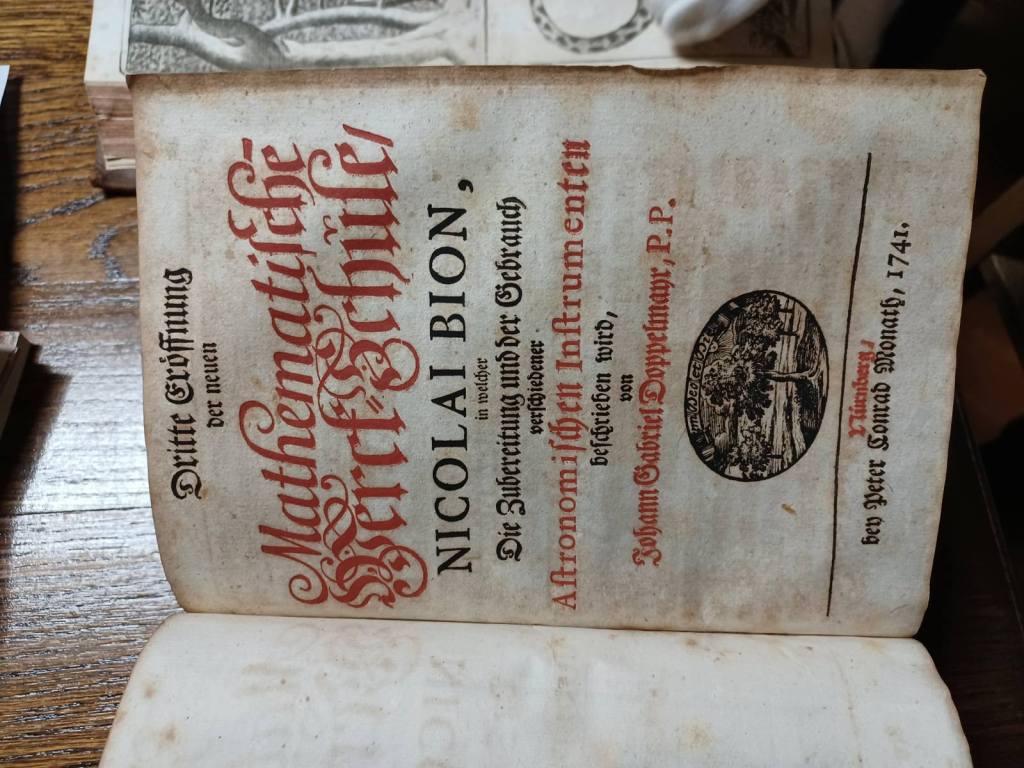 Dritte Eröffnung
der neuen
Mathematiſche-
Werck-Schule,
NICOLAI BION,
in welcher
Die Zubereitung und der Gebrauch
verſchiedener
Aſtronomiſchen Inſtrumenten
beſchrieben wird,
von
Johann Gabriel Doppelmayr, P.P.
Nürnberg,
bey Peter Conrad Monath, 1741.